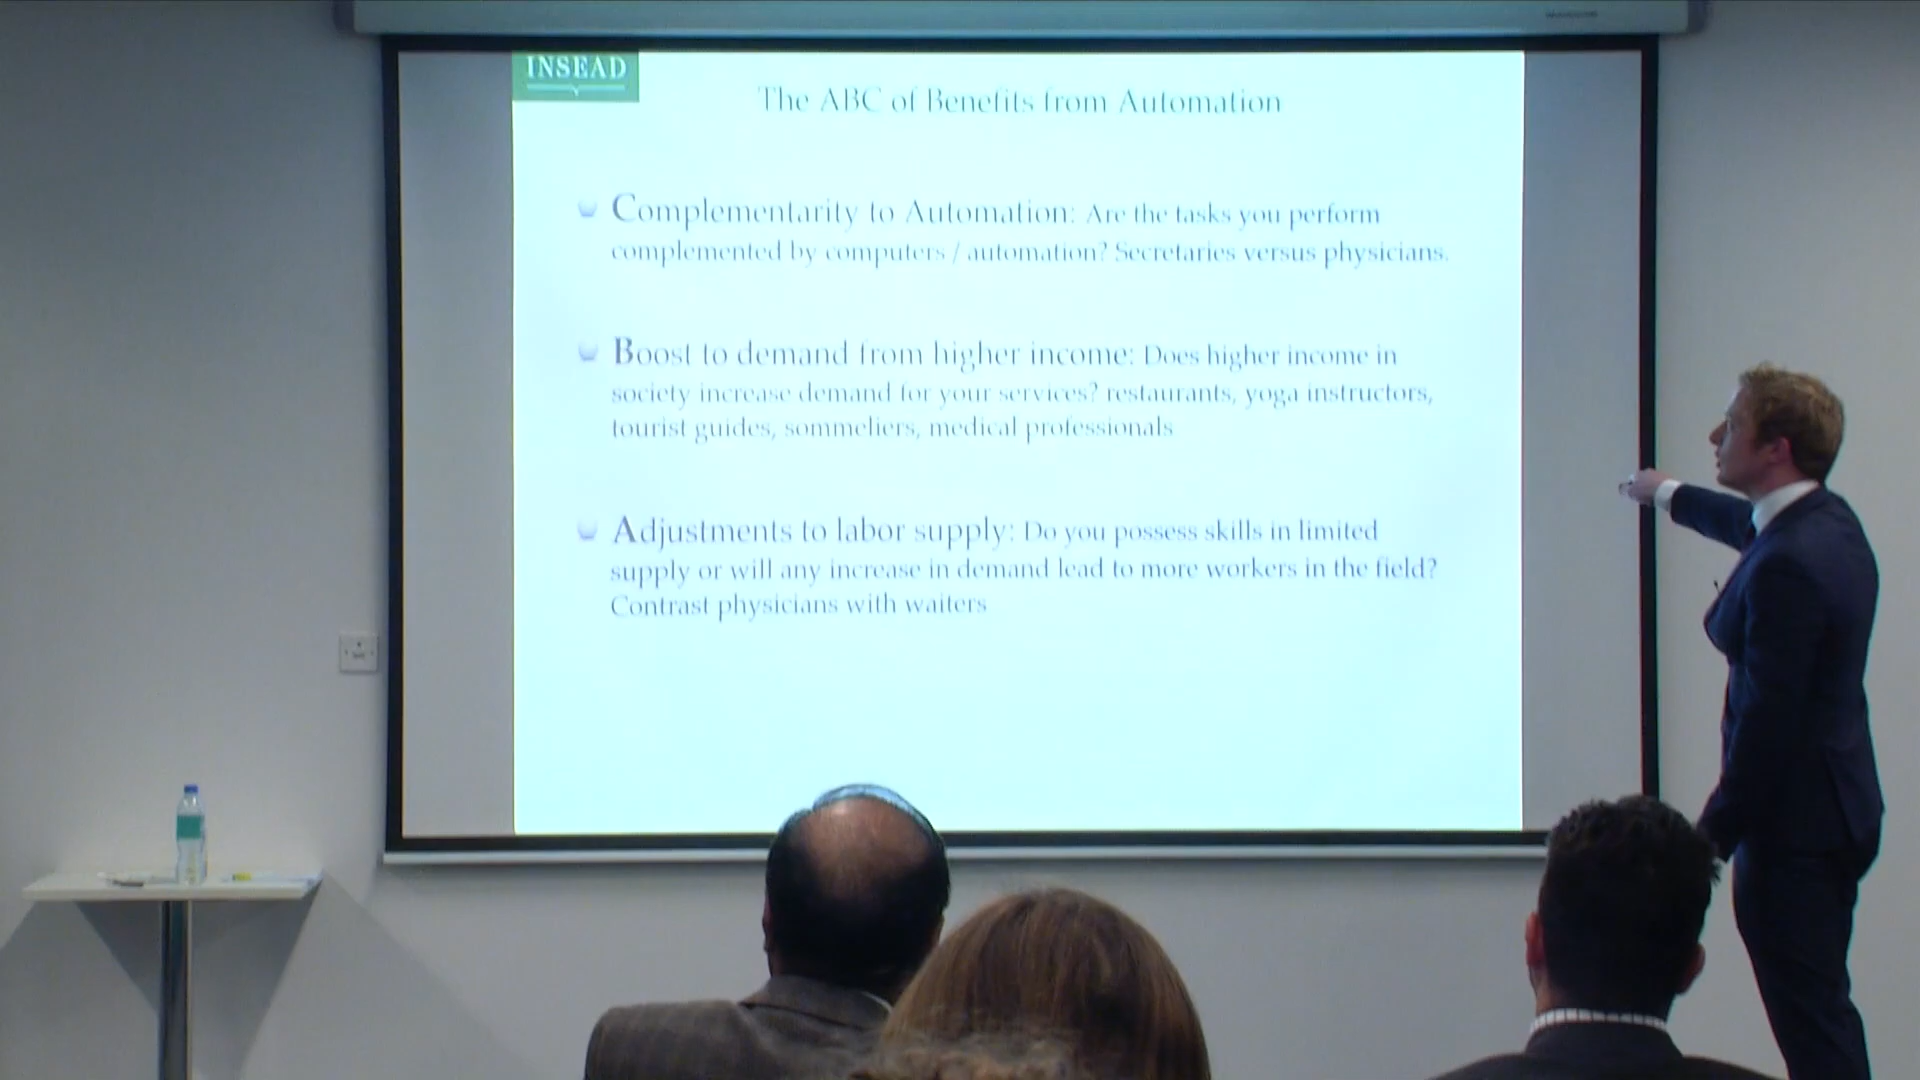 INSEAD
The ABC of Benefits from Automation
Complementarity to Automation: Are the tasks you perform
complemented by computers / automation? Secretaries versus physicians.
Boost to demand from higher income: Does higher income in
society increase demand for your services? restaurants, yoga instructors,
tourist guides, sommeliers, medical professionals
Adjustments to labor supply: Do you possess skills in limited
supply or will any increase in demand lead to more workers in the field?
Contrast physicians with waiters